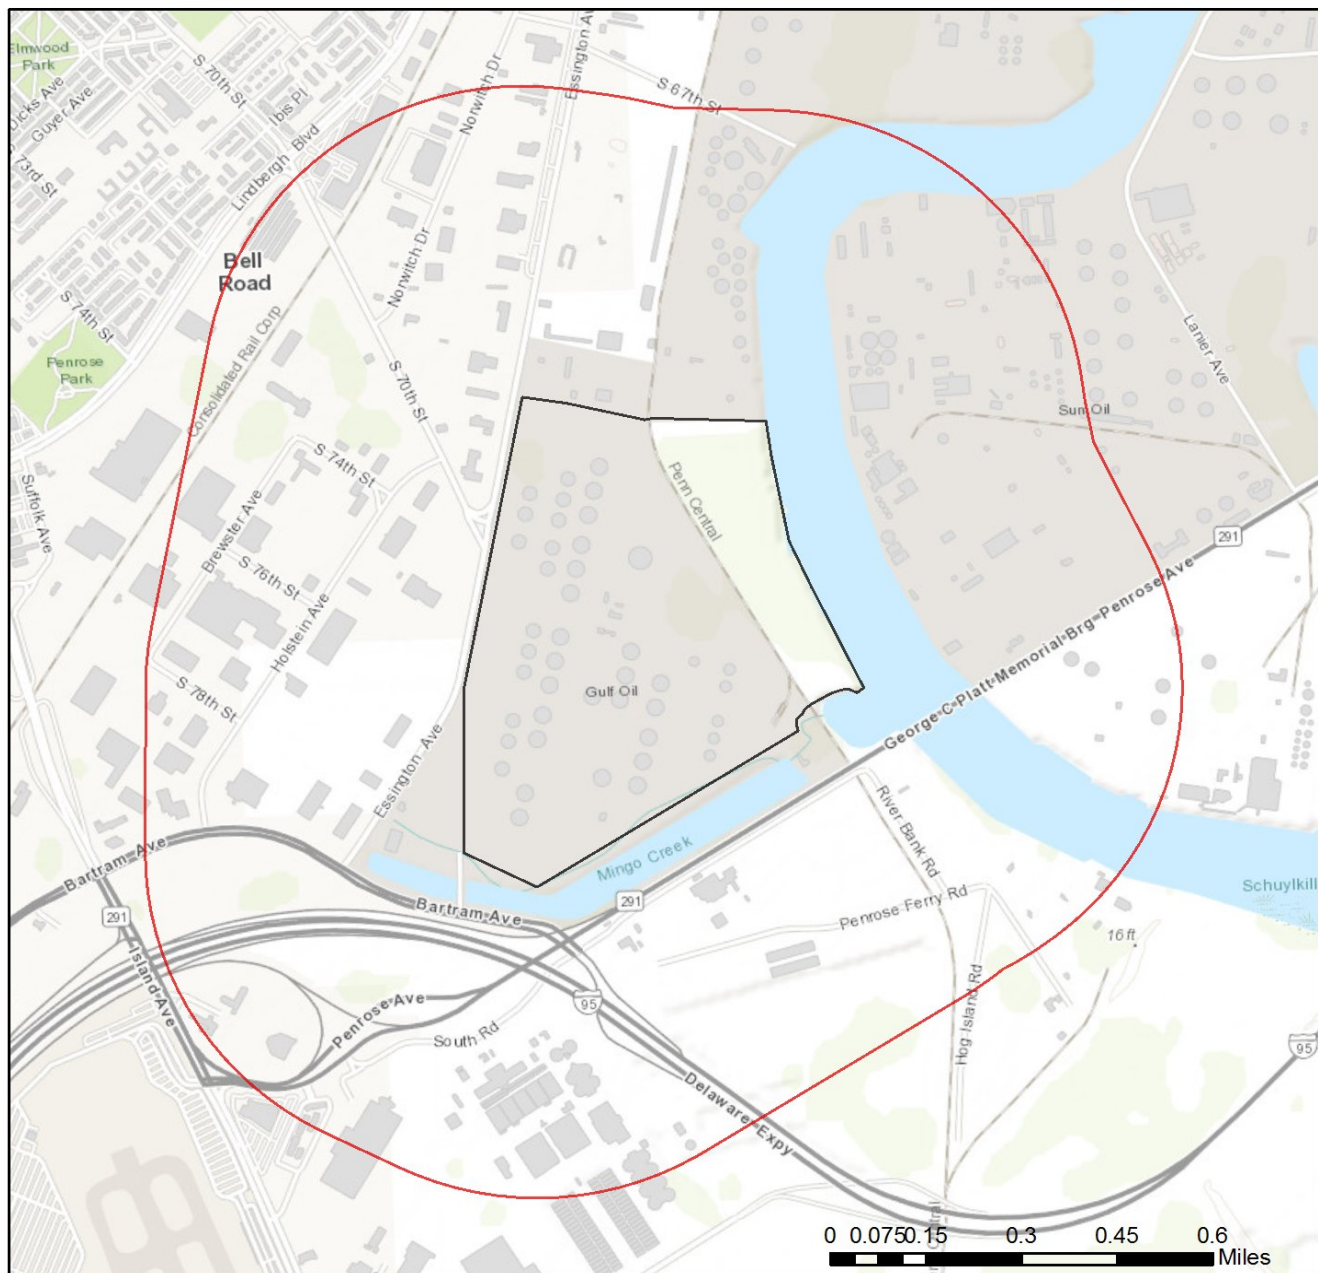 Elmwood
Park
Dicks Ave
Guyer Ave
S 70th St
Ibis Pl
Norwitch Dr
Essington Ave
S 67th St
S 73rd St
Lindbergh Blvd
Bell
Road
Norwitch Dr
S 74th St
Penrose
Park
Consolidated Rail Corp
S 70th St
Lanier Ave
Sun Oil
Suffolk Ave
S 74th St
Penn Central
Brewster Ave
291
S 76th St
Holstein Ave
George C Platt Memorial Brg-Penrose Ave
S 78th St
Gulf Oil
Essington Ave
River Bank Rd
Mingo Creek
Bartram Ave
Schuylkill
291
Bartram Ave
291
Penrose Ferry Rd
16 ft
Island Ave
Penrose Ave
95
South Rd
Hog Island Rd
95
Delaware Expy
0 0.075 0.15 0.3 0.45 0.6
Miles